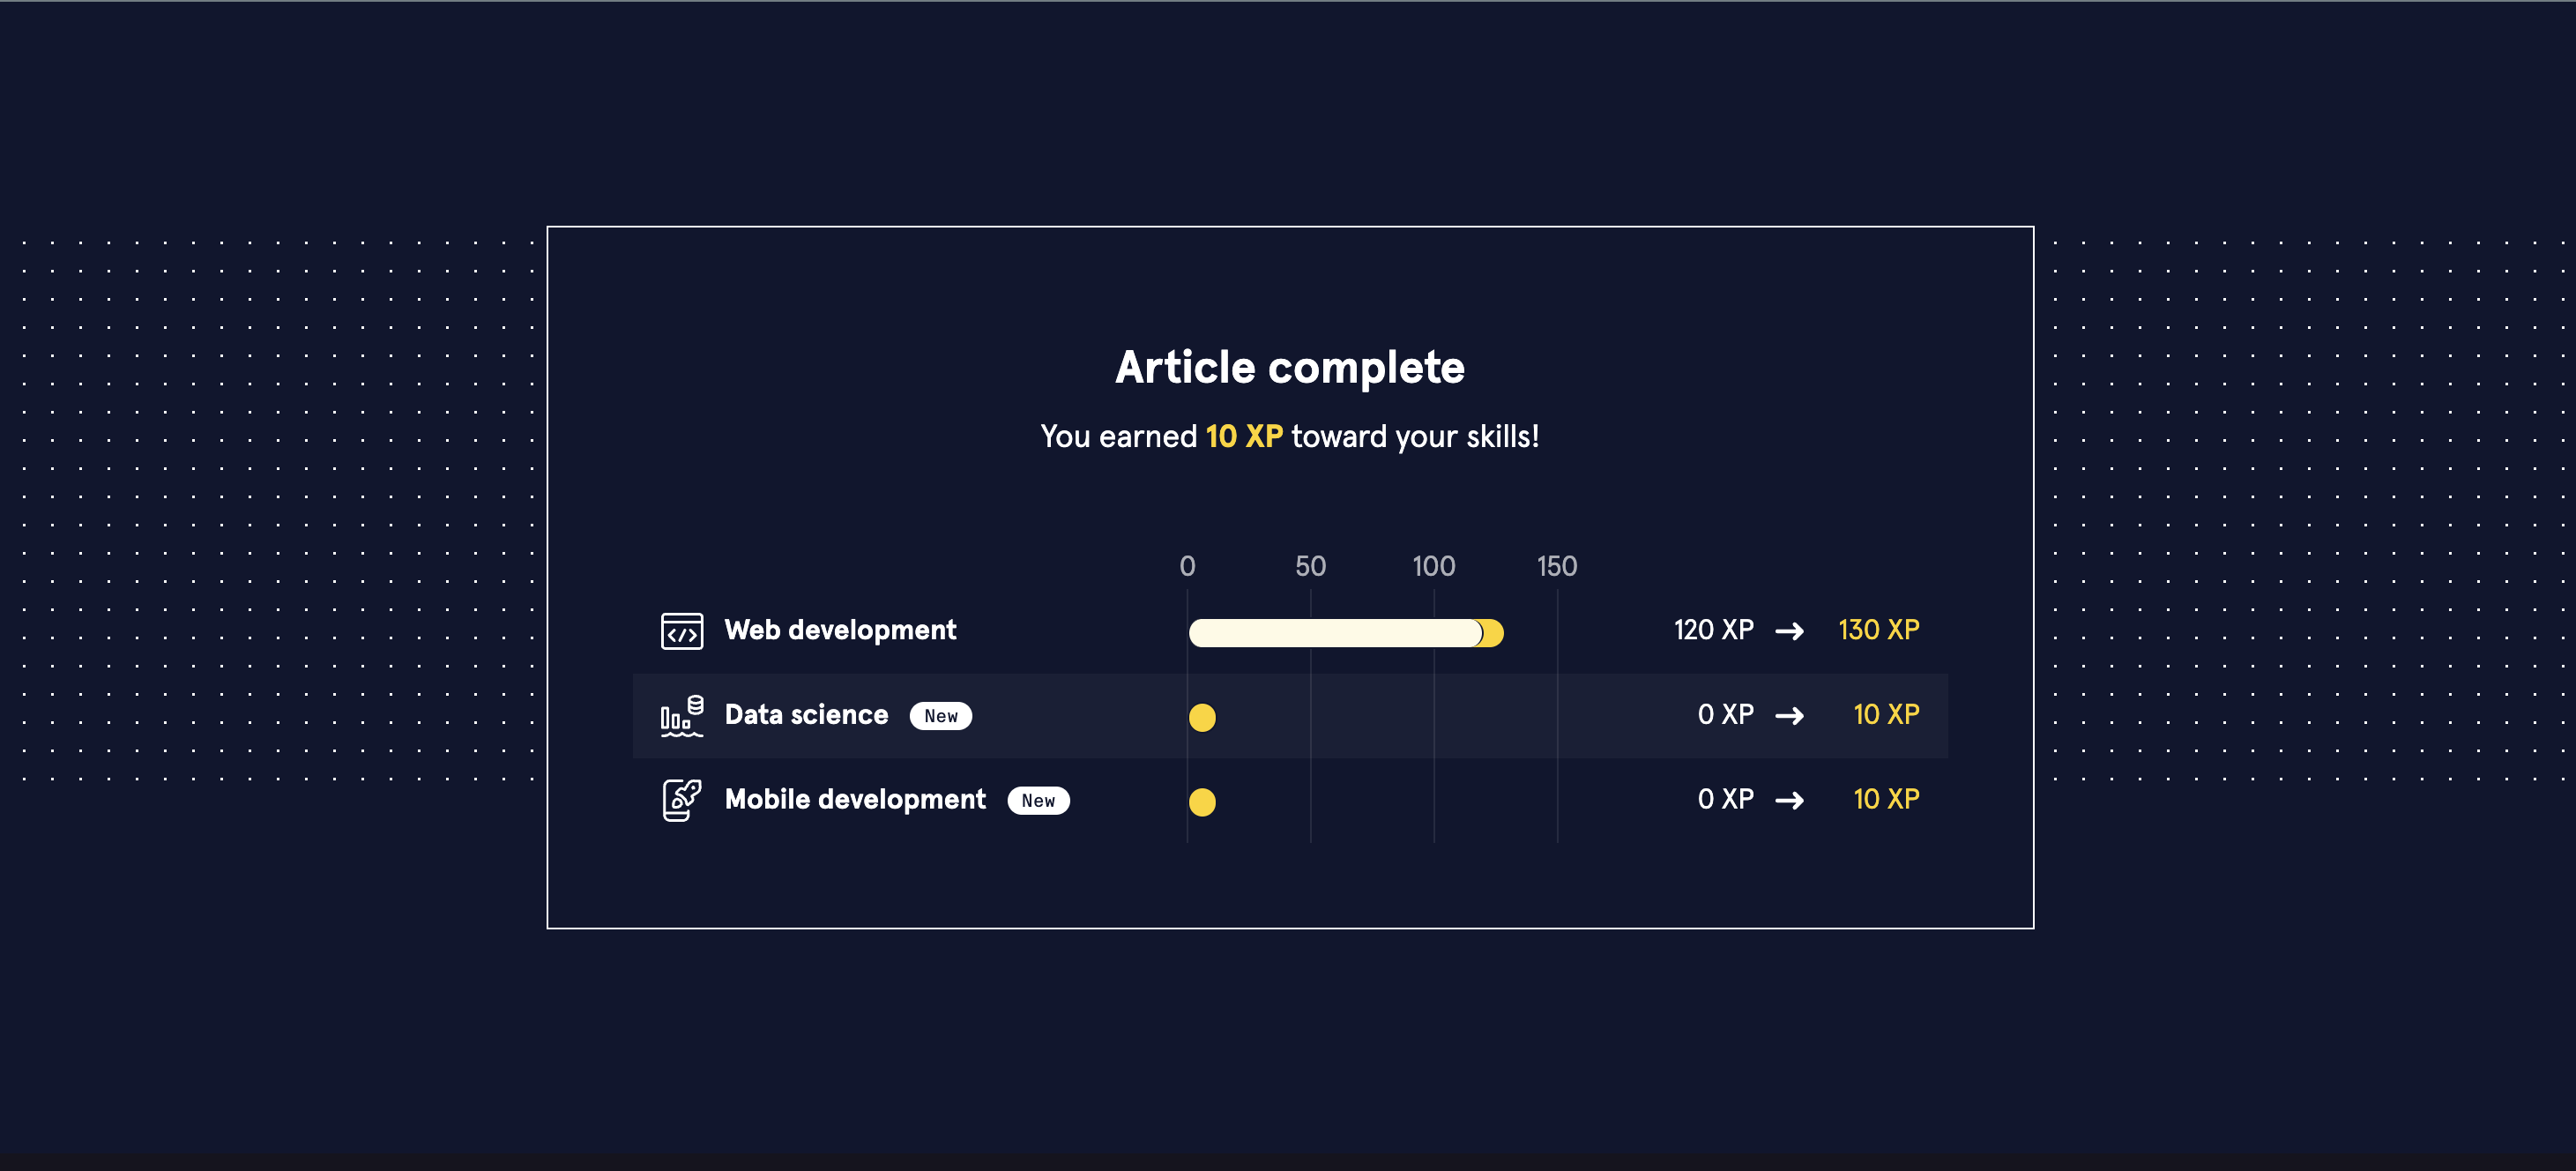 Article complete
You earned 10 XP toward your skills!
0 50 100 150
</> Web development 120 XP → 130 XP
Data science New 0 XP → 10 XP
Mobile development New 0 XP → 10 XP